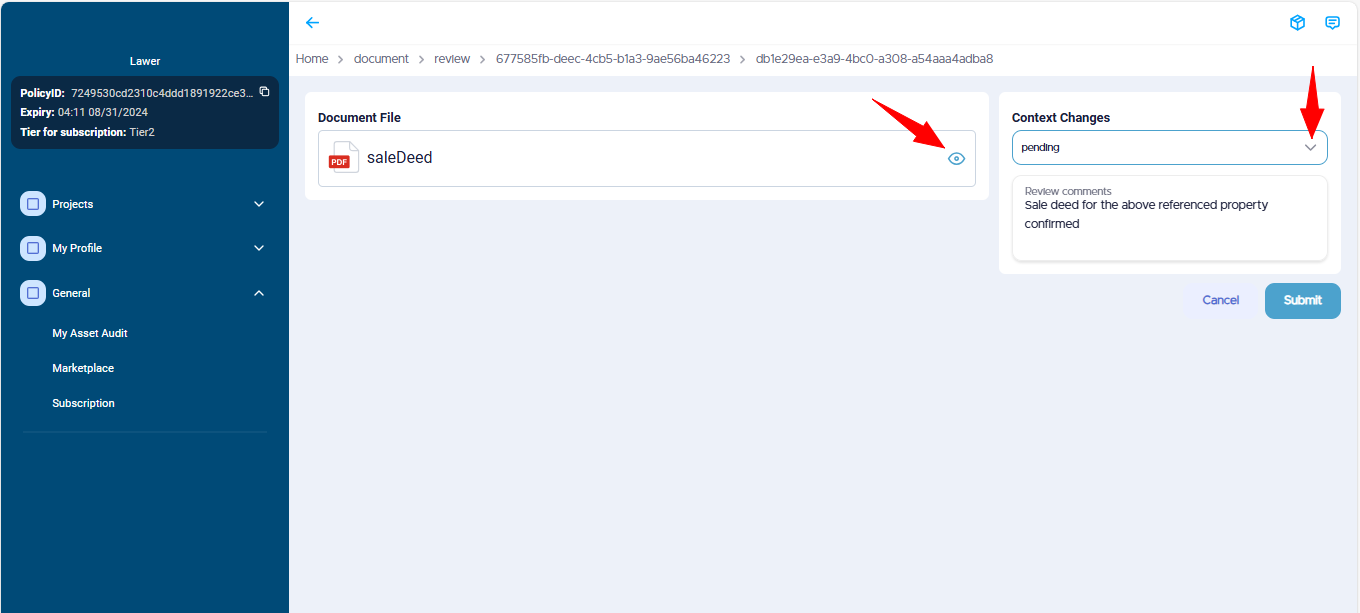 Lawer
PolicyID: 7249530cd2310c4ddd1891922ce3...
Expiry: 04:11 08/31/2024
Tier for subscription: Tier2
Projects
My Profile
General
My Asset Audit
Marketplace
Subscription
Home > document > review > 677585fb-deec-4cb5-b1a3-9ae56ba46223 > db1e29ea-e3a9-4bc0-a308-a54aaa4adba8
Document File
PDF saleDeed
Context Changes
pending
Review comments
Sale deed for the above referenced property
confirmed
Cancel Submit